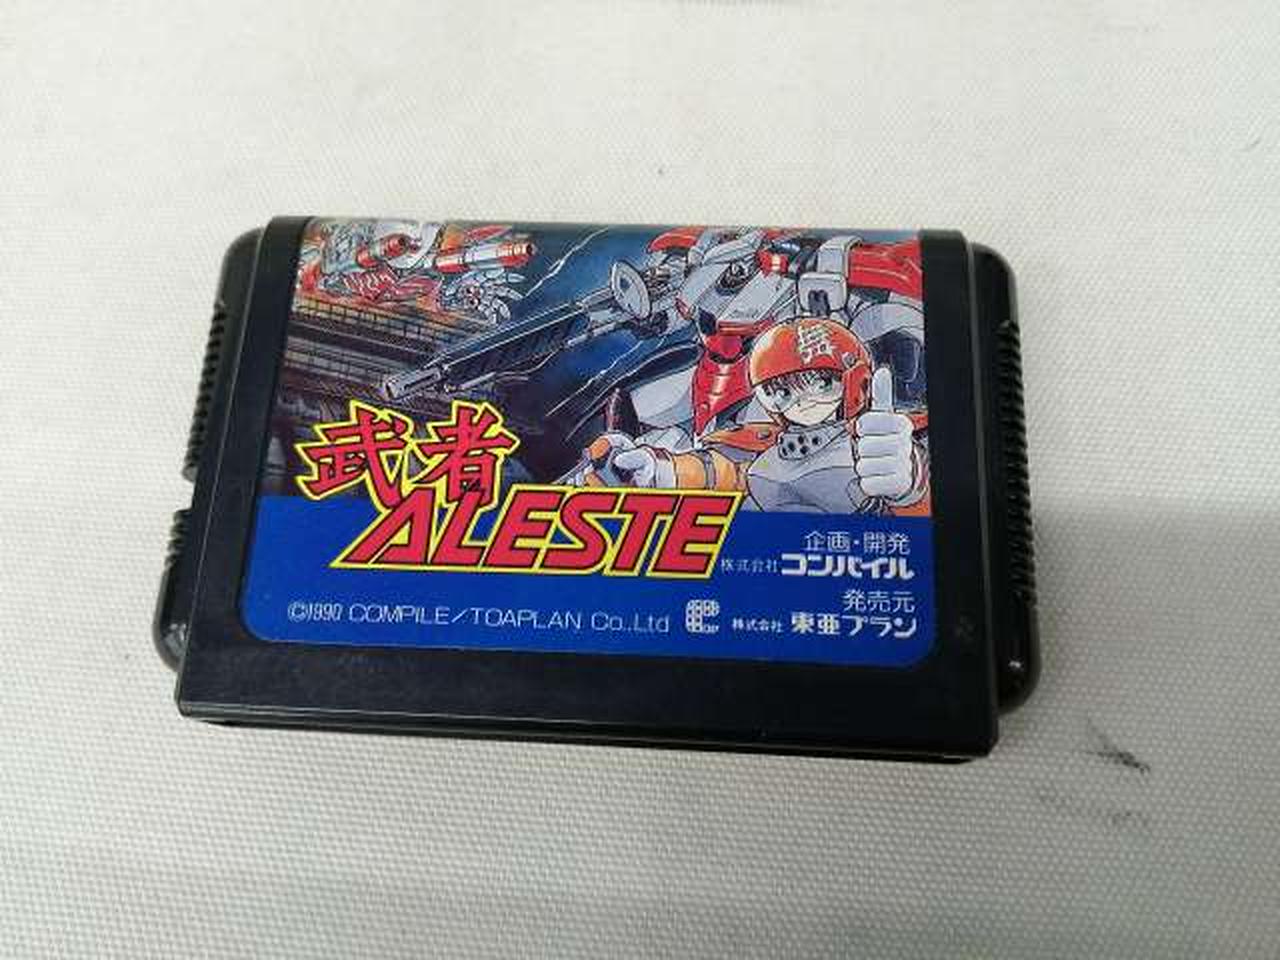 武者
ALESTE
企画・開発
株式会社コンパイル
発売元
©1990 COMPILE/TOAPLAN Co.,Ltd
株式会社 東亜プラン